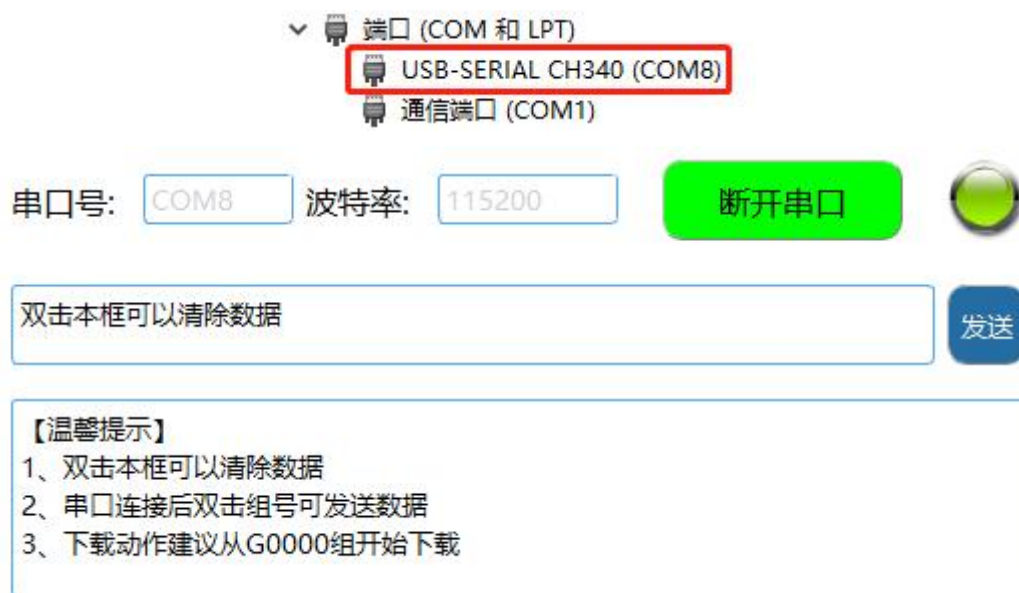 端口 (COM 和 LPT)
USB-SERIAL CH340 (COM8)
通信端口 (COM1)
串口号: COM8 波特率: 115200 断开串口
双击本框可以清除数据 发送
【温馨提示】
1、双击本框可以清除数据
2、串口连接后双击组号可发送数据
3、下载动作建议从G0000组开始下载